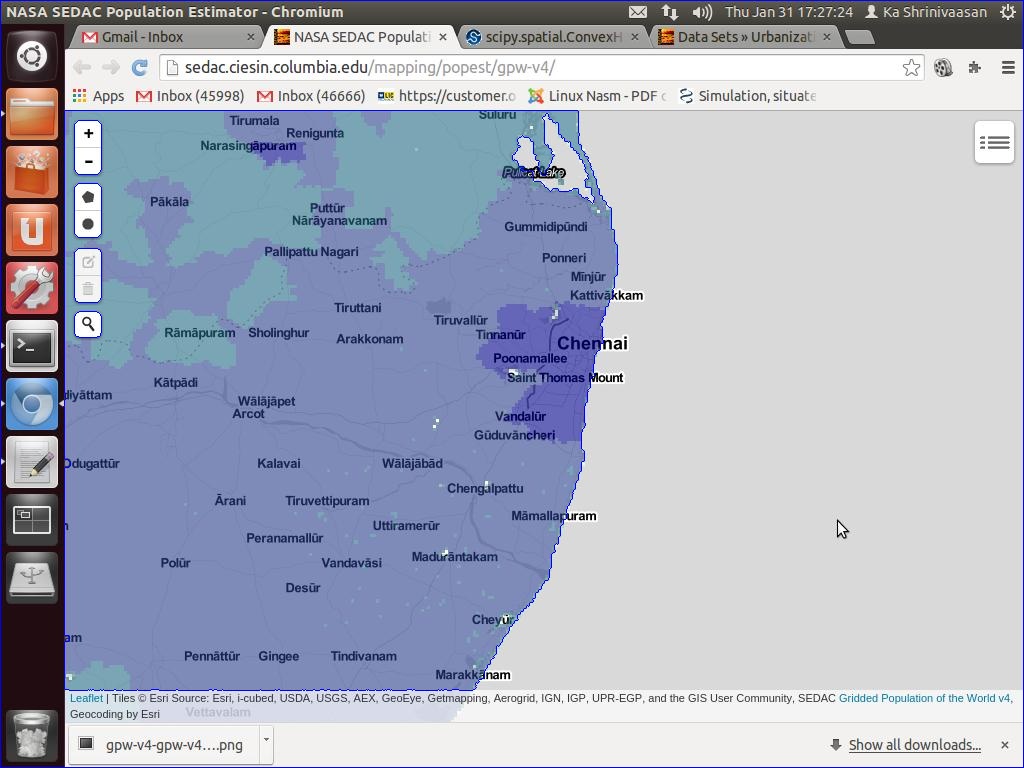 NASA SEDAC Population Estimator - Chromium
Thu Jan 31 17:27:24
Ka Shrinivaasan
Gmail - Inbox
NASA SEDAC Populati
scipy.spatial.ConvexH
Data Sets » Urbanizat
sedac.ciesin.columbia.edu/mapping/popest/gpw-v4/
Apps
Inbox (45998)
Inbox (46666)
https://customer.o
Linux Nasm - PDF
Simulation, situate
+
-
Suluru
Tirumala
Renigunta
Narasingāpuram
Pulicat Lake
Pākāla
Puttūr
Nārāyanavanam
Gummidipūndi
Pallipattu Nagari
Ponneri
Mīnjūr
Kattivākkam
Tiruttani
Tiruvallūr
Rāmāpuram
Sholinghur
Arakkonam
Tinnanūr
Chennai
Poonamallee
Saint Thomas Mount
Kātpādi
diyāttam
Wālājāpet
Arcot
Vandalūr
Gūduvāncheri
Odugattūr
Kalavai
Wālājābād
Chengalpattu
Ārani
Tiruvettipuram
Māmallapuram
Uttiramerūr
Peranamallūr
Polūr
Vandavāsi
Madurāntakam
Desūr
Cheyūr
am
Pennāttūr
Gingee
Tindivanam
Marakkānam
Leaflet | Tiles © Esri Source: Esri, i-cubed, USDA, USGS, AEX, GeoEye, Getmapping, Aerogrid, IGN, IGP, UPR-EGP, and the GIS User Community, SEDAC Gridded Population of the World v4,
Geocoding by Esri
Vettavalam
gpw-v4-gpw-v4....png
Show all downloads...